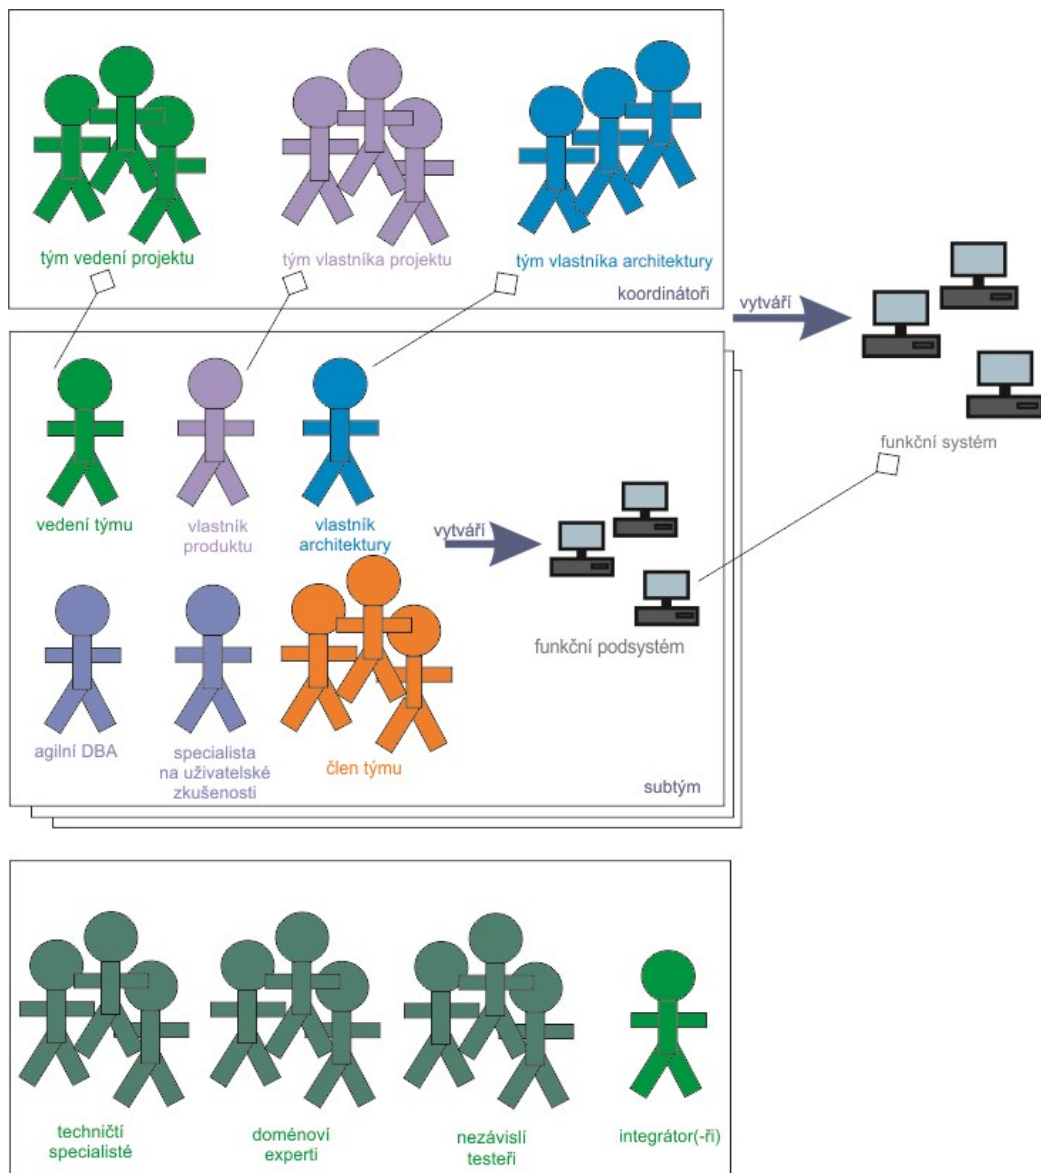 tým vedení projektu
tým vlastníka projektu
tým vlastníka architektury
koordinátoři
vytváří
funkční systém
vedení týmu
vlastník
produktu
vlastník
architektury
vytváří
funkční podsystém
agilní DBA
specialista
na uživatelské
zkušenosti
člen týmu
subtým
techničtí
specialisté
doménoví
experti
nezávislí
testeři
integrátor(-ři)